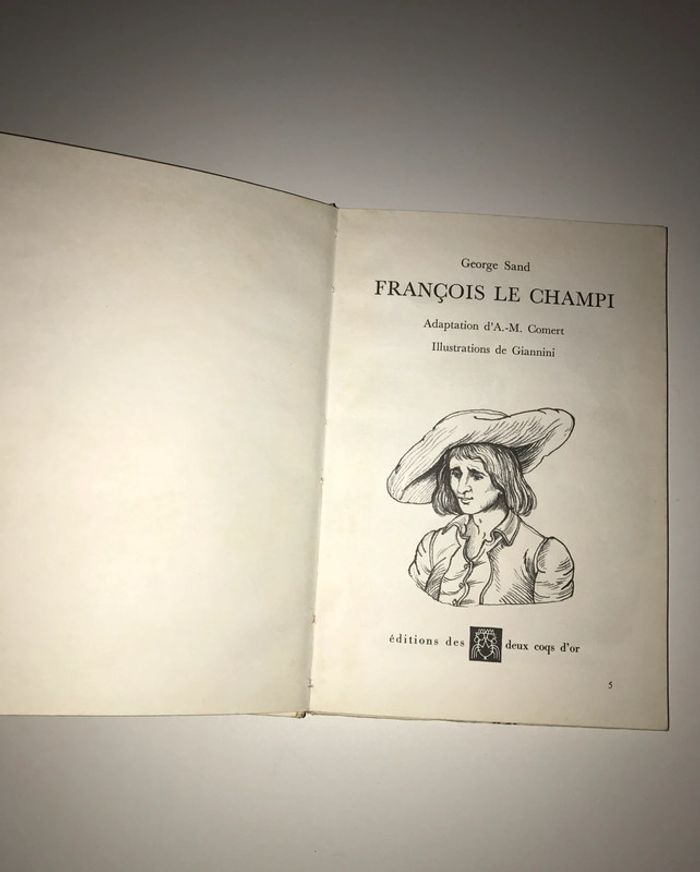 George Sand
FRANÇOIS LE CHAMPI
Adaptation d'A.-M. Comert
Illustrations de Giannini
éditions des deux coqs d'or
5